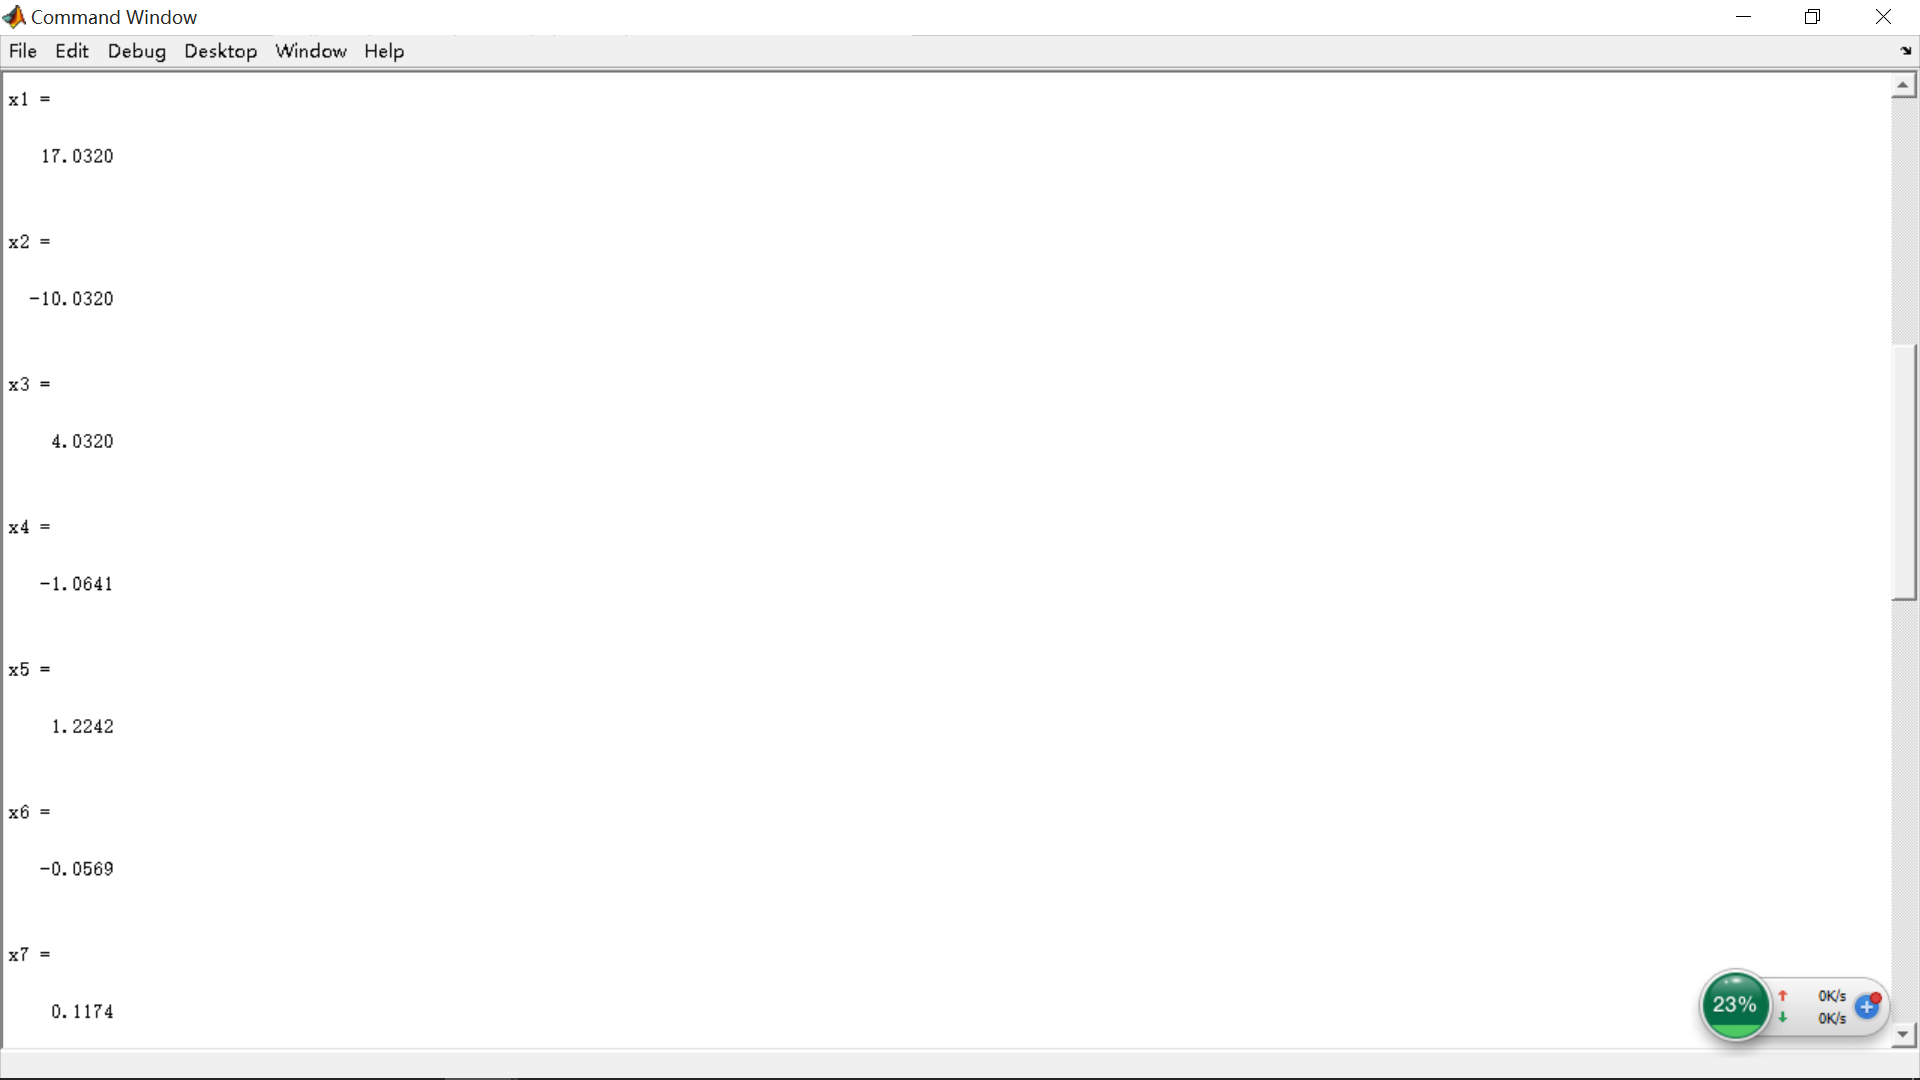 Command Window
File Edit Debug Desktop Window Help
x1 =
17.0320
x2 =
-10.0320
x3 =
4.0320
x4 =
-1.0641
x5 =
1.2242
x6 =
-0.0569
x7 =
0.1174
23%
0K/s
0K/s